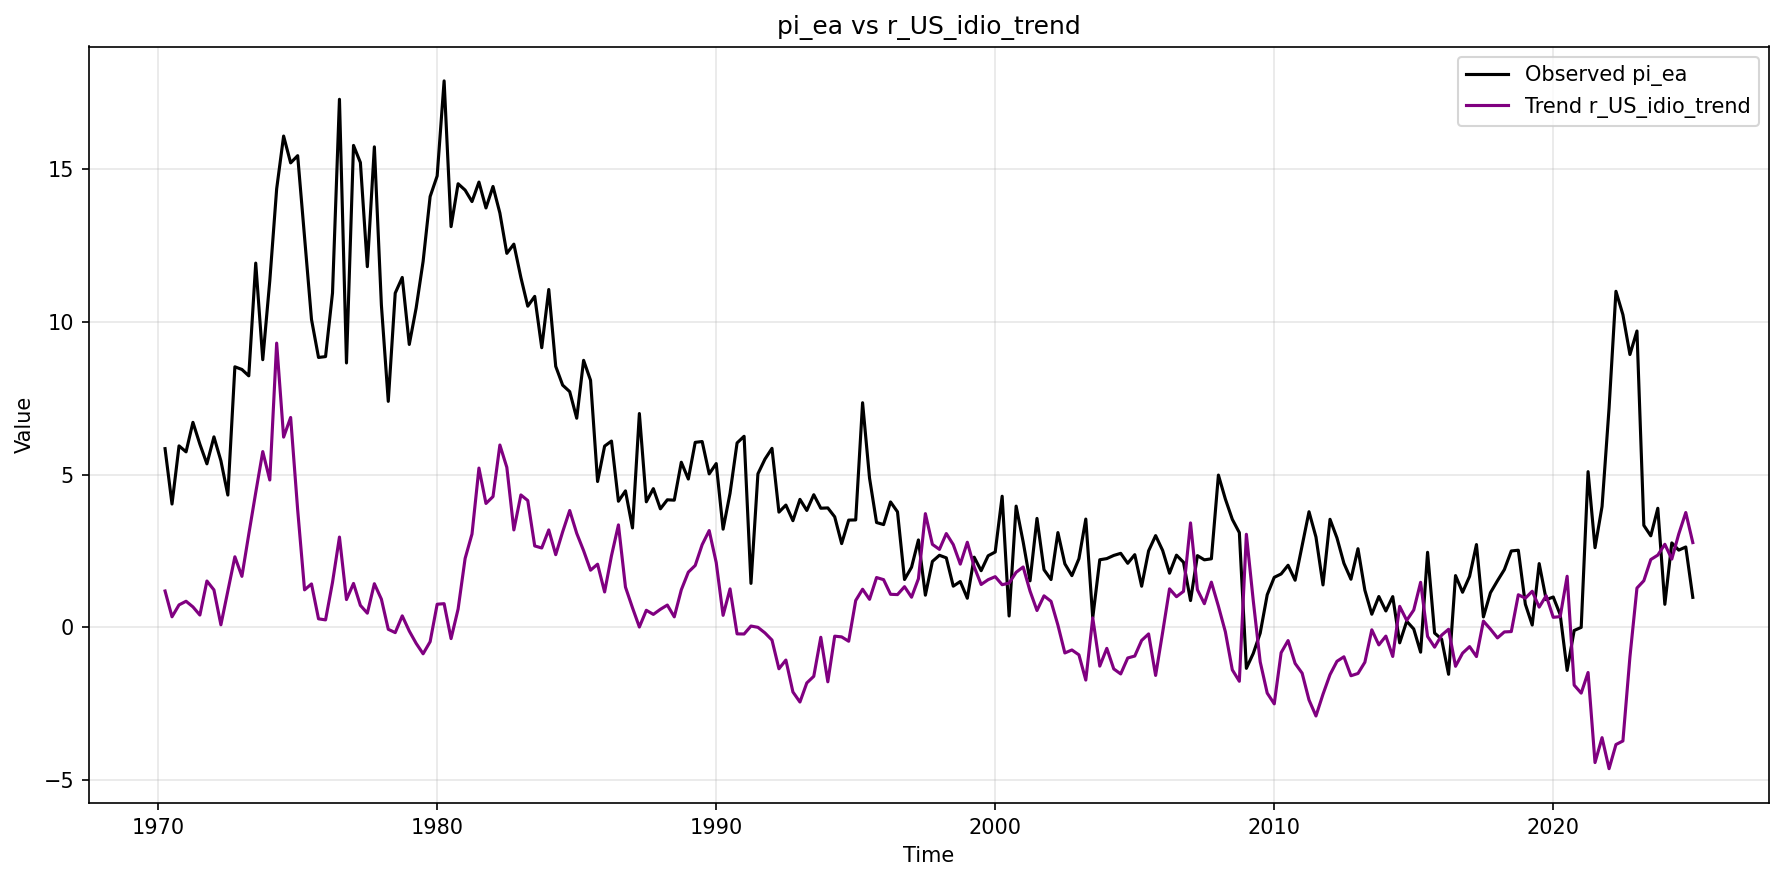 pi_ea vs r_US_idio_trend
Observed pi_ea
Trend r_US_idio_trend
Value
15
10
5
0
−5
1970
1980
1990
2000
2010
2020
Time